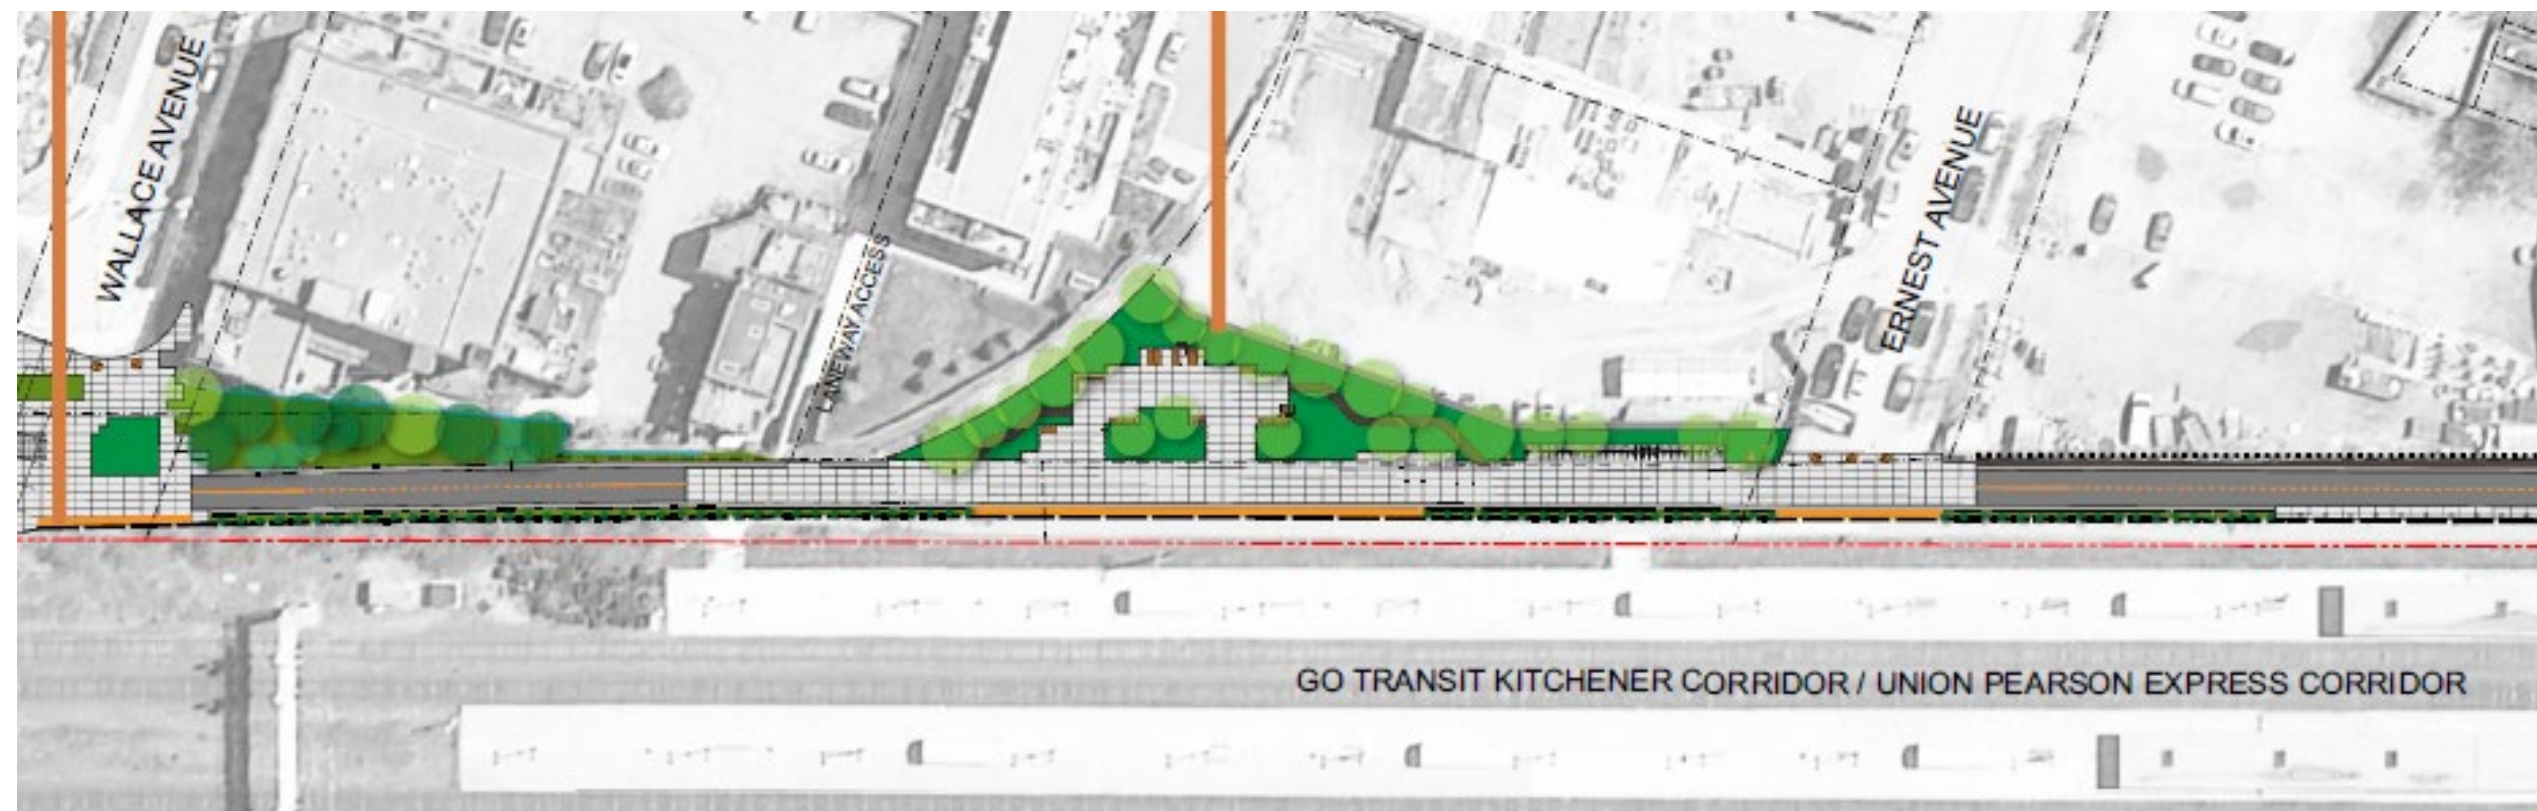 WALLACE AVENUE
LANEWAY ACCESS
ERNEST AVENUE
GO TRANSIT KITCHENER CORRIDOR / UNION PEARSON EXPRESS CORRIDOR